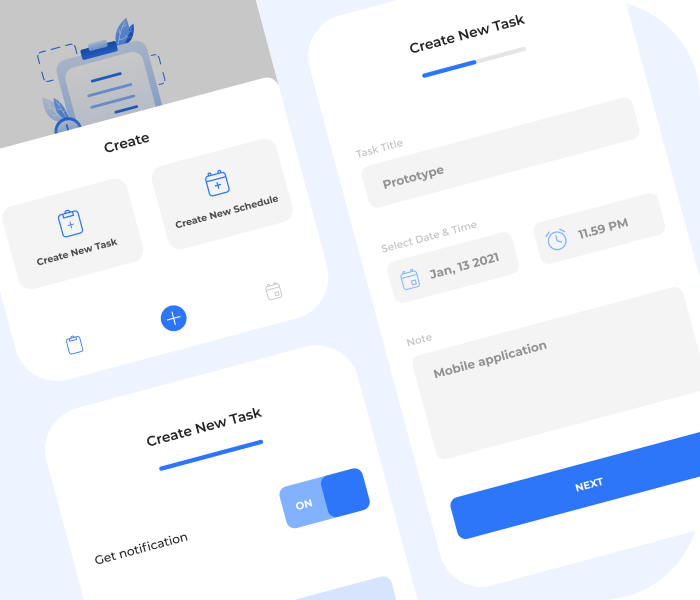 Create
Create New Task
Create New Schedule
Create New Task
ON
Get notification
Create New Task
Task Title
Prototype
Select Date & Time
Jan, 13 2021
11.59 PM
Note
Mobile application
NEXT